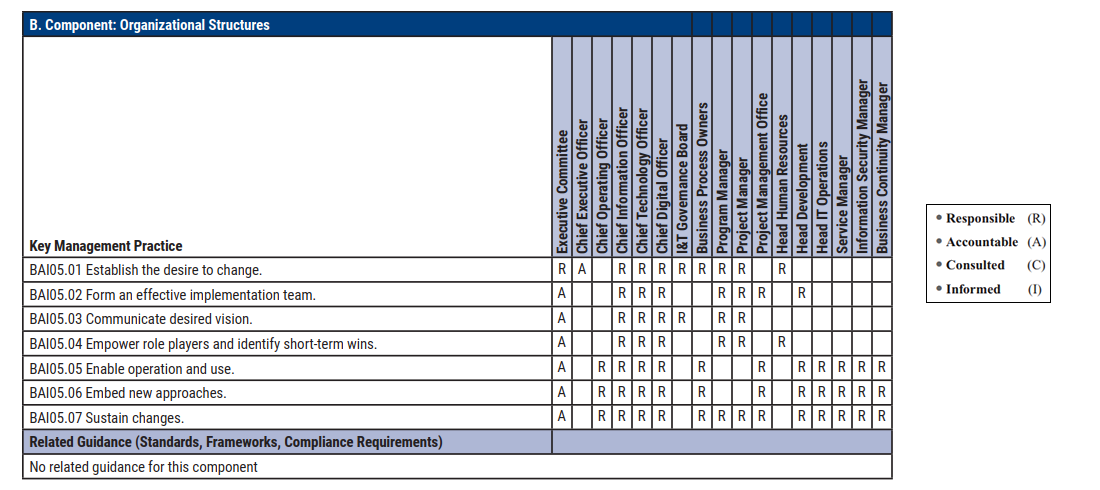 B. Component: Organizational Structures
Key Management Practice
Executive Committee
Chief Executive Officer
Chief Operating Officer
Chief Information Officer
Chief Technology Officer
Chief Digital Officer
I&T Governance Board
Business Process Owners
Program Manager
Project Manager
Project Management Office
Head Human Resources
Head Development
Head IT Operations
Service Manager
Information Security Manager
Business Continuity Manager
BAI05.01 Establish the desire to change. R A R R R R R R R R
BAI05.02 Form an effective implementation team. A R R R R R R R
BAI05.03 Communicate desired vision. A R R R R R R
BAI05.04 Empower role players and identify short-term wins. A R R R R R R
BAI05.05 Enable operation and use. A R R R R R R R R R R R
BAI05.06 Embed new approaches. A R R R R R R R R R R R
BAI05.07 Sustain changes. A R R R R R R R R R R R R R
Related Guidance (Standards, Frameworks, Compliance Requirements)
No related guidance for this component
• Responsible (R)
• Accountable (A)
• Consulted (C)
• Informed (I)